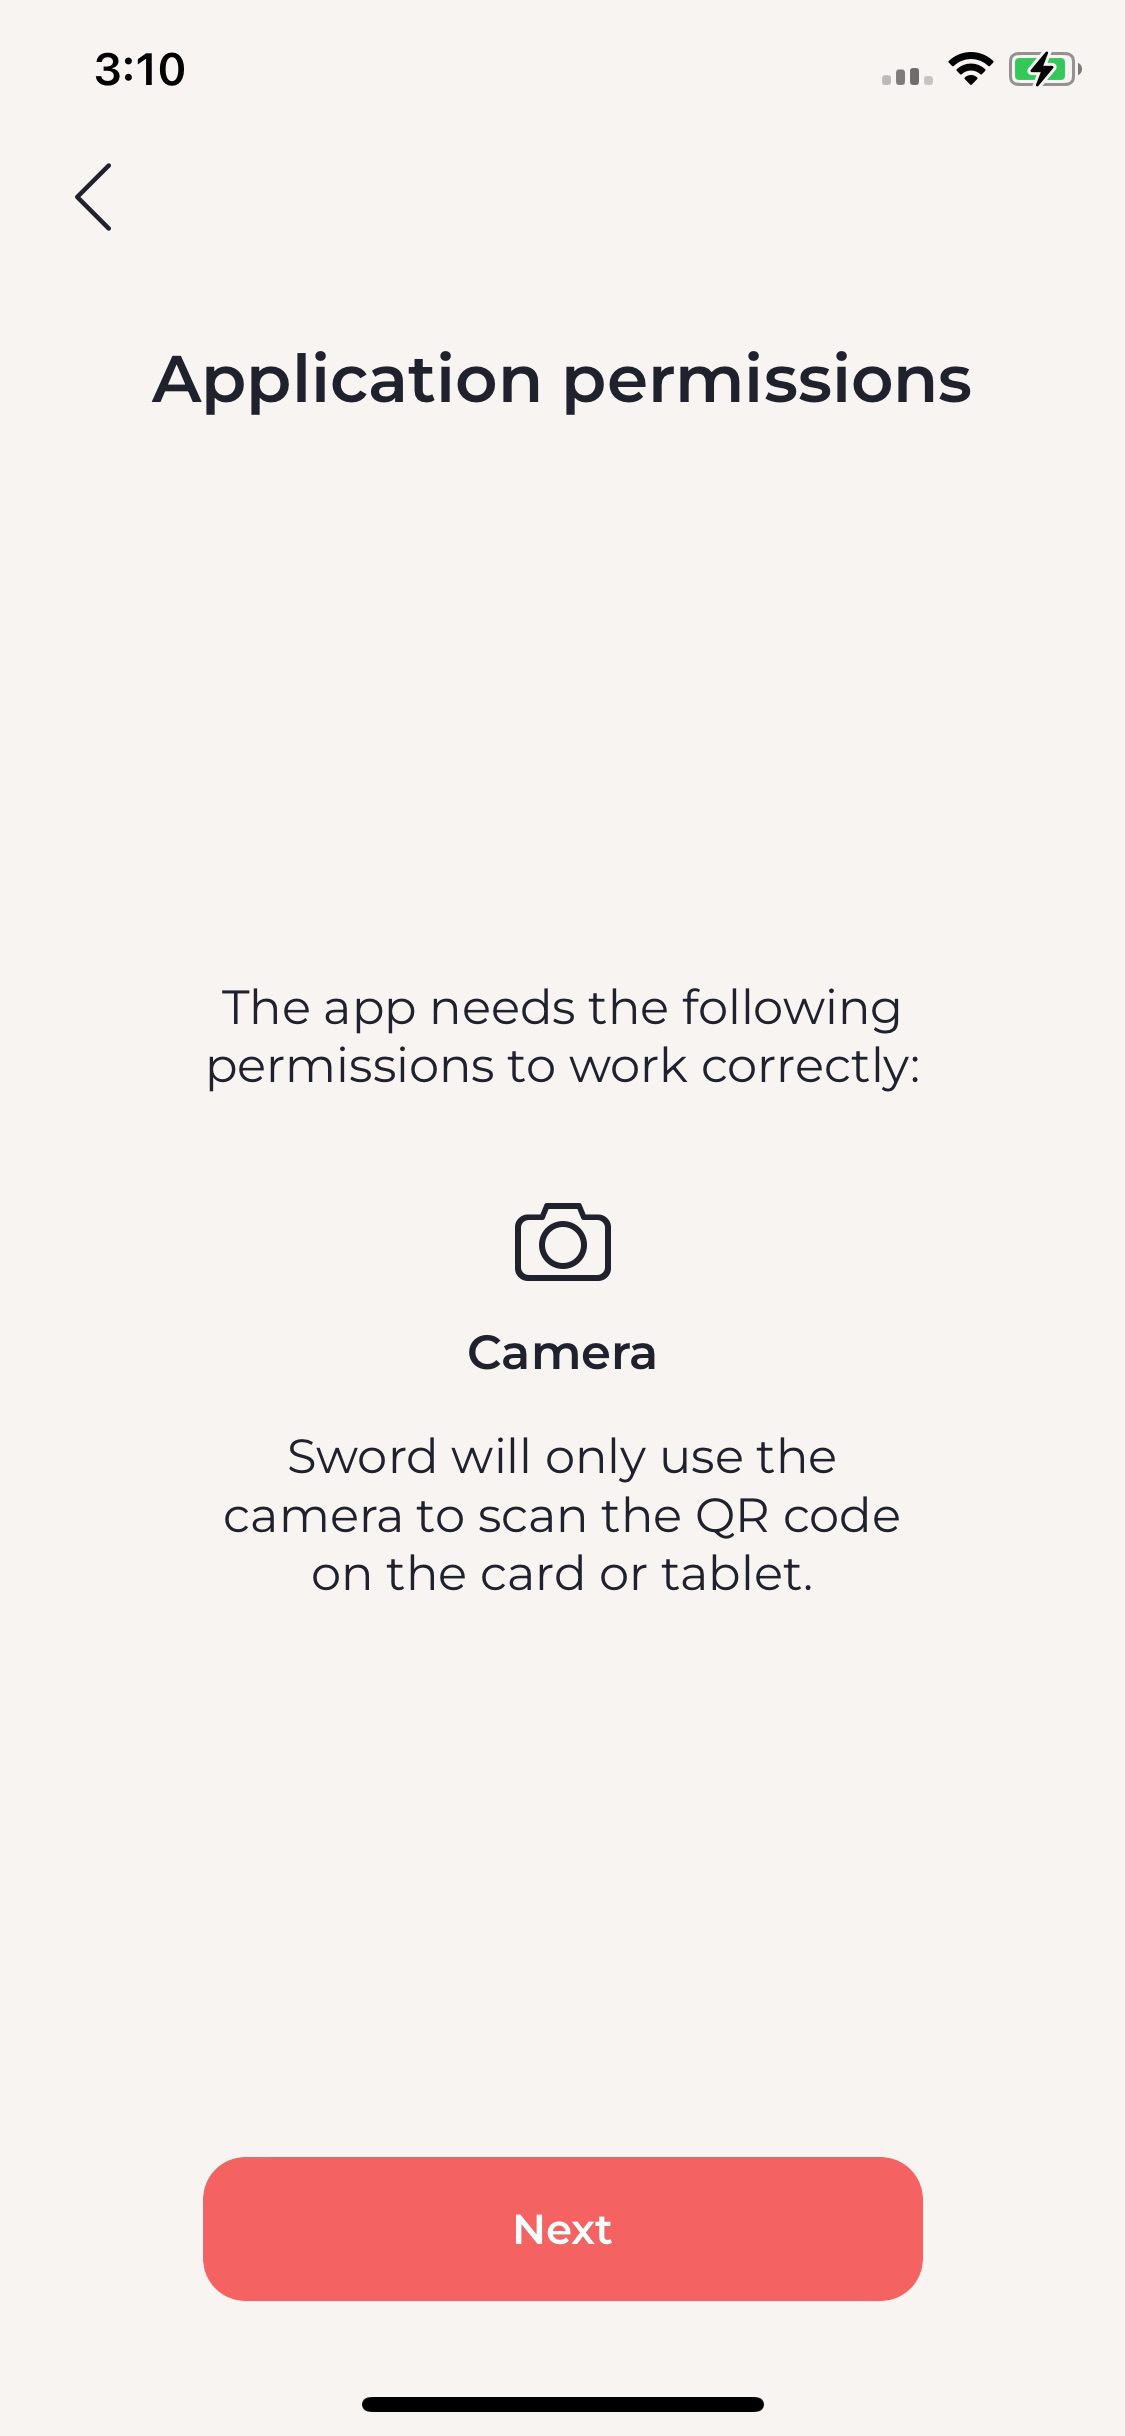 3:10
Application permissions
The app needs the following
permissions to work correctly:
Camera
Sword will only use the
camera to scan the QR code
on the card or tablet.
Next